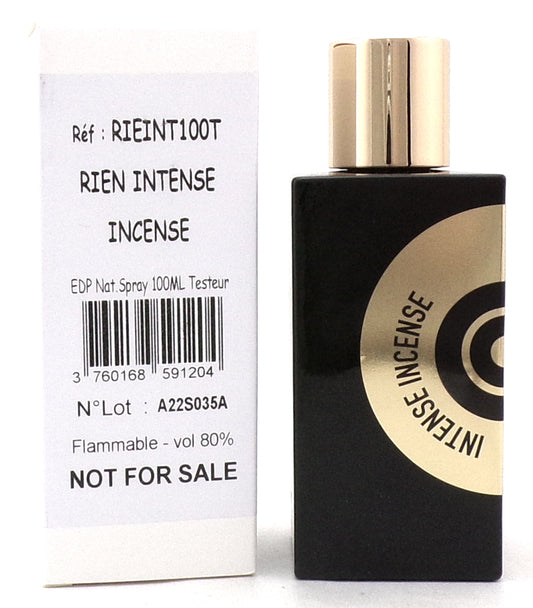 Réf : RIEINT100T
RIEN INTENSE
INCENSE
EDP Nat.Spray 100ML Testeur
3 760168 591204
N°Lot : A22S035A
Flammable - vol 80%
NOT FOR SALE
INTENSE INCENSE